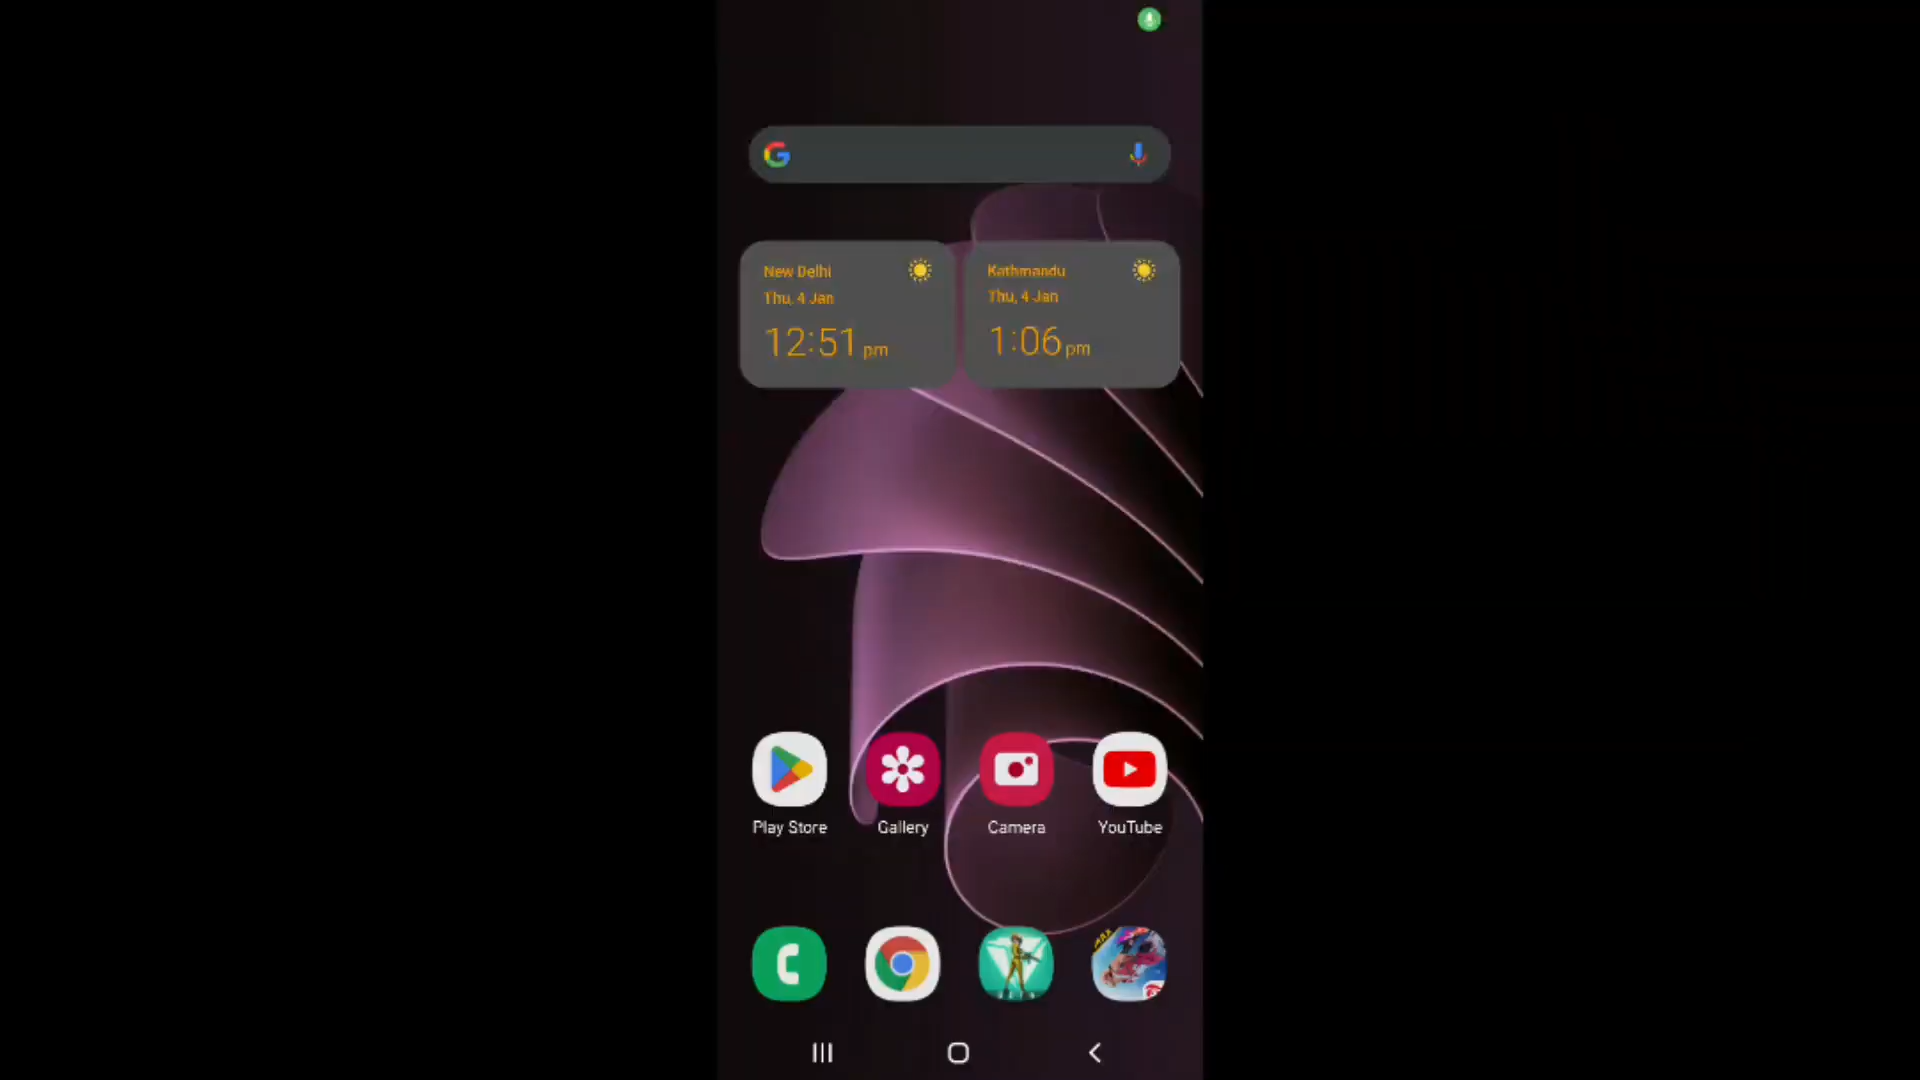 New Delhi
Thu, 4 Jan
12:51 pm
Kathmandu
Thu, 4 Jan
1:06 pm
Play Store
Gallery
Camera
YouTube